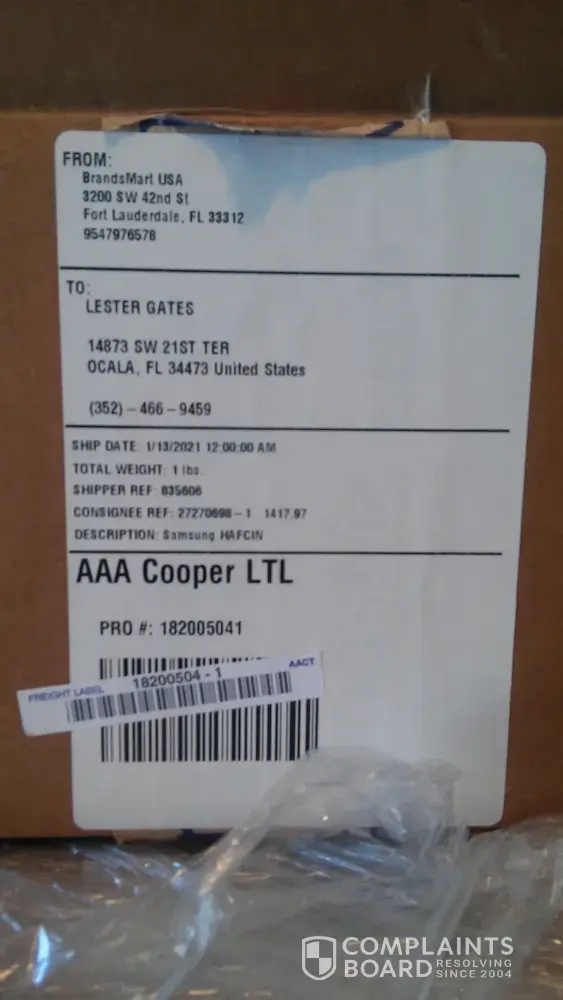 FROM:
BrandsMart USA
3200 SW 42nd St
Fort Lauderdale, FL 33312
9547976578
TO:
LESTER GATES
14873 SW 21ST TER
OCALA, FL 34473 United States
(352)-466-9459
SHIP DATE: 1/13/2021 12:00:00 AM
TOTAL WEIGHT: 1 lbs.
SHIPPER REF: 835606
CONSIGNEE REF: 27270698-1 1417.97
DESCRIPTION: Samsung HAFCIN
AAA Cooper LTL
PRO #: 182005041
FREIGHT LABEL 18200504-1 AACT
COMPLAINTS
BOARD RESOLVING
SINCE 2004